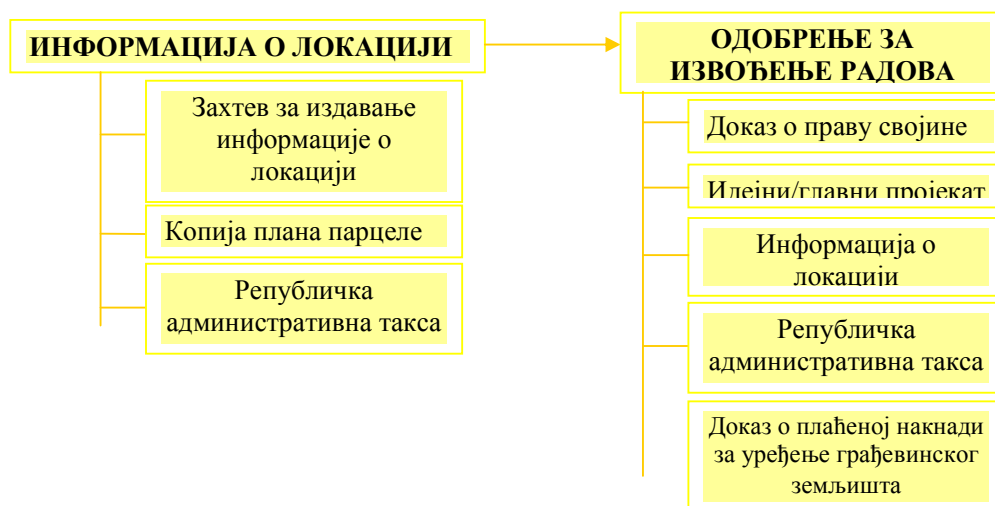 ИНФОРМАЦИЈА О ЛОКАЦИЈИ
Захтев за издавање
информације о
локацији
Копија плана парцеле
Републичка
административна такса
ОДОБРЕЊЕ ЗА
ИЗВОЂЕЊЕ РАДОВА
Доказ о праву својине
Идејни/главни пројекат
Информација о
локацији
Републичка
административна такса
Доказ о плаћеној накнади
за уређење грађевинског
земљишта